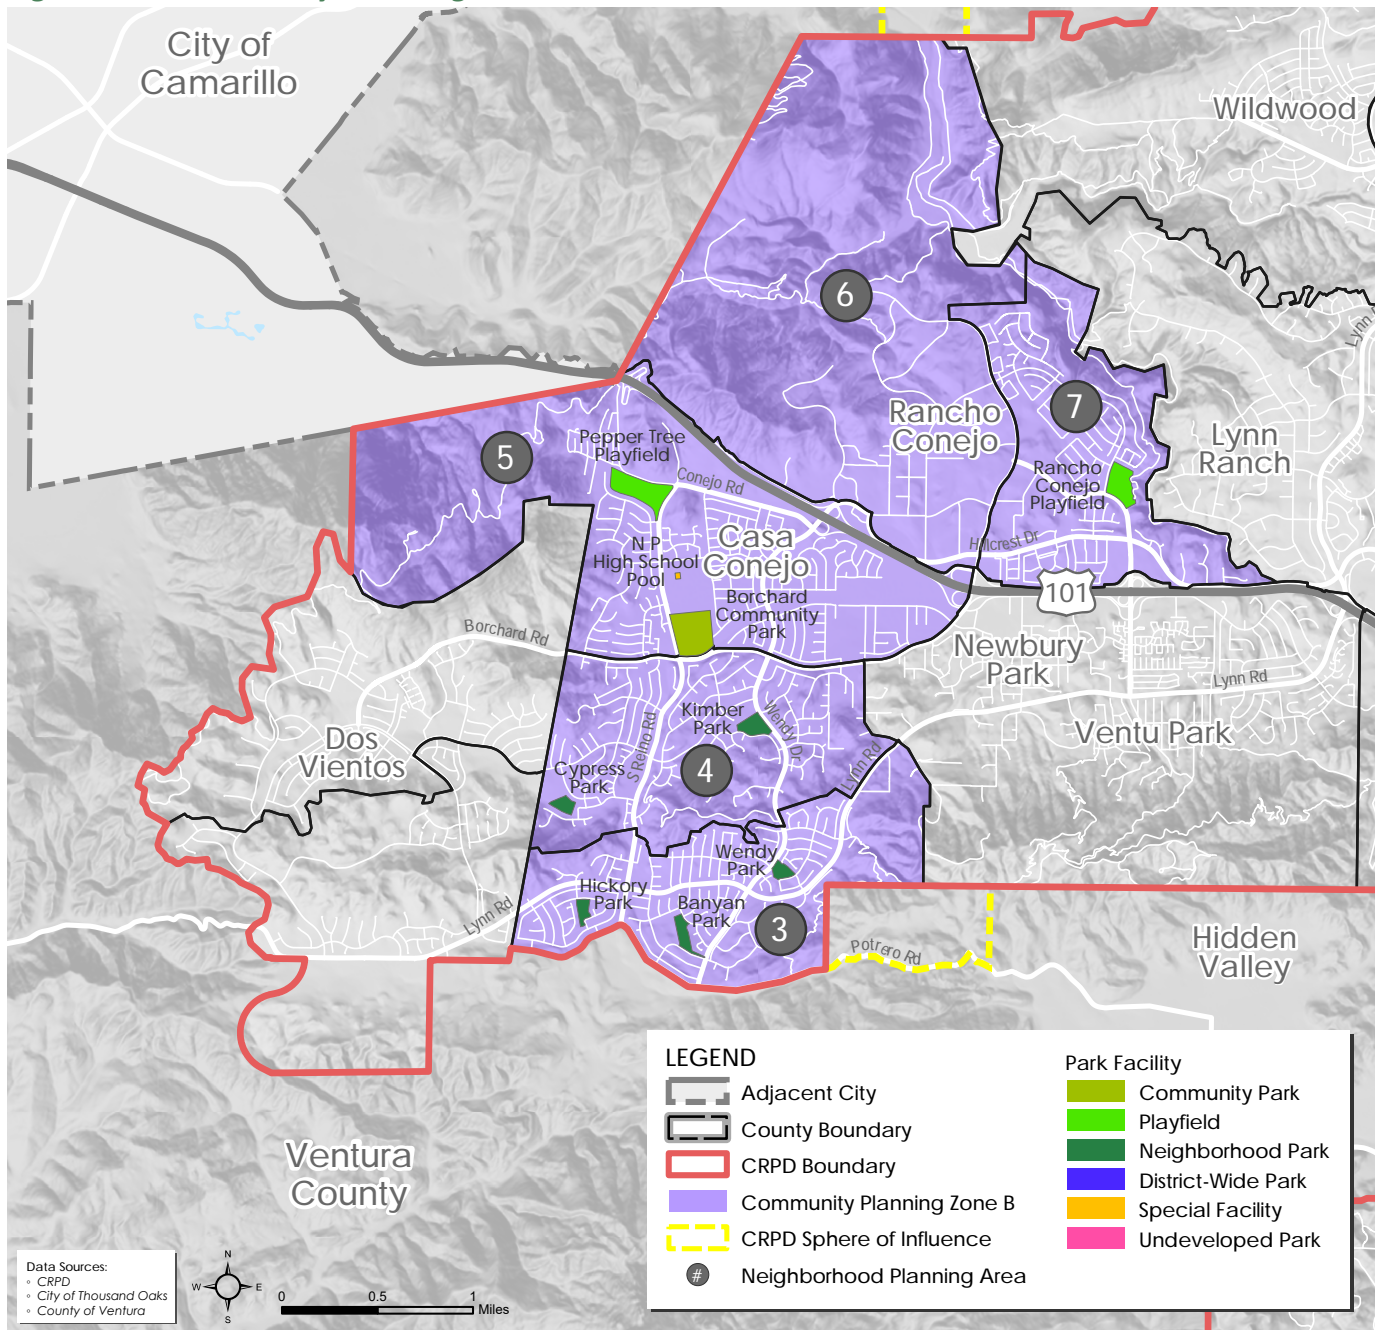 City of
Camarillo
Wildwood
6
Lynn
7
Rancho
Conejo
Lynn
Ranch
Pepper Tree
Playfield
5
Conejo Rd
Rancho
Conejo
Playfield
Casa
Conejo
Hillcrest Dr
N P
High School
Pool
Borchard
Community
Park
101
Borchard Rd
Newbury
Park
Lynn Rd
Kimber
Park
Wendy Dr
S Reino Rd
Ventu Park
Dos
Vientos
4
Lynn Rd
Cypress
Park
Wendy
Park
Hickory
Park
Banyan
Park
Lynn Rd
3
Potrero Rd
Hidden
Valley
Ventura
County
LEGEND
Adjacent City
County Boundary
CRPD Boundary
Community Planning Zone B
CRPD Sphere of Influence
# Neighborhood Planning Area
Park Facility
Community Park
Playfield
Neighborhood Park
District-Wide Park
Special Facility
Undeveloped Park
Data Sources:
◦ CRPD
◦ City of Thousand Oaks
◦ County of Ventura
N
W E
S
0 0.5 1
Miles